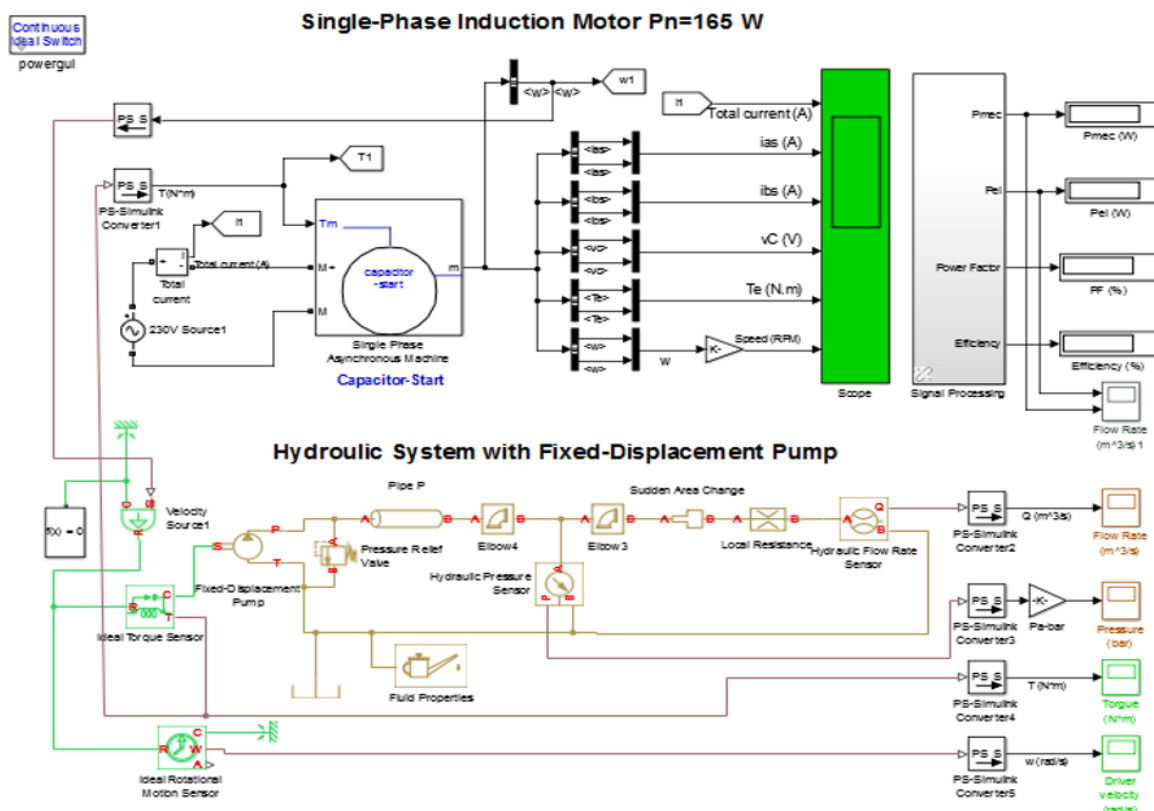 Single-Phase Induction Motor Pn=165 W
Continuous
Ideal Switch
powergui
<w>
<w>
w1
I1
Total current (A)
PS S
T1
PS S
T(N*m)
PS-Simulink
Converter1
I1
Total current (A)
+
-
i
Total
current
230V Source1
Tm
M+
M
m
capacitor
-start
Single Phase
Asynchronous Machine
Capacitor-Start
<ias>
<ias>
ias (A)
<ibs>
<ibs>
ibs (A)
<vc>
<vc>
vC (V)
<Te>
<Te>
Te (N.m)
<w>
<w>
W
-K-
Speed (RPM)
Scope
Pmec
Pel
Power Factor
Efficiency
Signal Processing
Pmec (W)
Pel (W)
PF (%)
Efficiency (%)
Flow Rate
(m^3/s) 1
Hydroulic System with Fixed-Displacement Pump
f(x) = 0
C
S
R
Velocity
Source1
S
P
T
Fixed-Displacement
Pump
A
B
Pressure Relief
Valve
Pipe P
A
B
A
B
Elbow4
A
B
Elbow3
Sudden Area Change
A
B
A
B
Local Resistance
A
Q
B
Hydraulic Flow Rate
Sensor
Hydraulic Pressure
Sensor
A
P
B
R
C
T
Ideal Torque Sensor
Fluid Properties
R
C
W
A
Ideal Rotational
Motion Sensor
PS S
PS-Simulink
Converter2
Q (m^3/s)
Flow Rate
(m^3/s)
PS S
PS-Simulink
Converter3
-K-
Pa-bar
Pressure
(bar)
PS S
PS-Simulink
Converter4
T (N*m)
Torgue
(N*m)
PS S
PS-Simulink
Converter5
w(rad/s)
Driver
velocity
(rad/s)